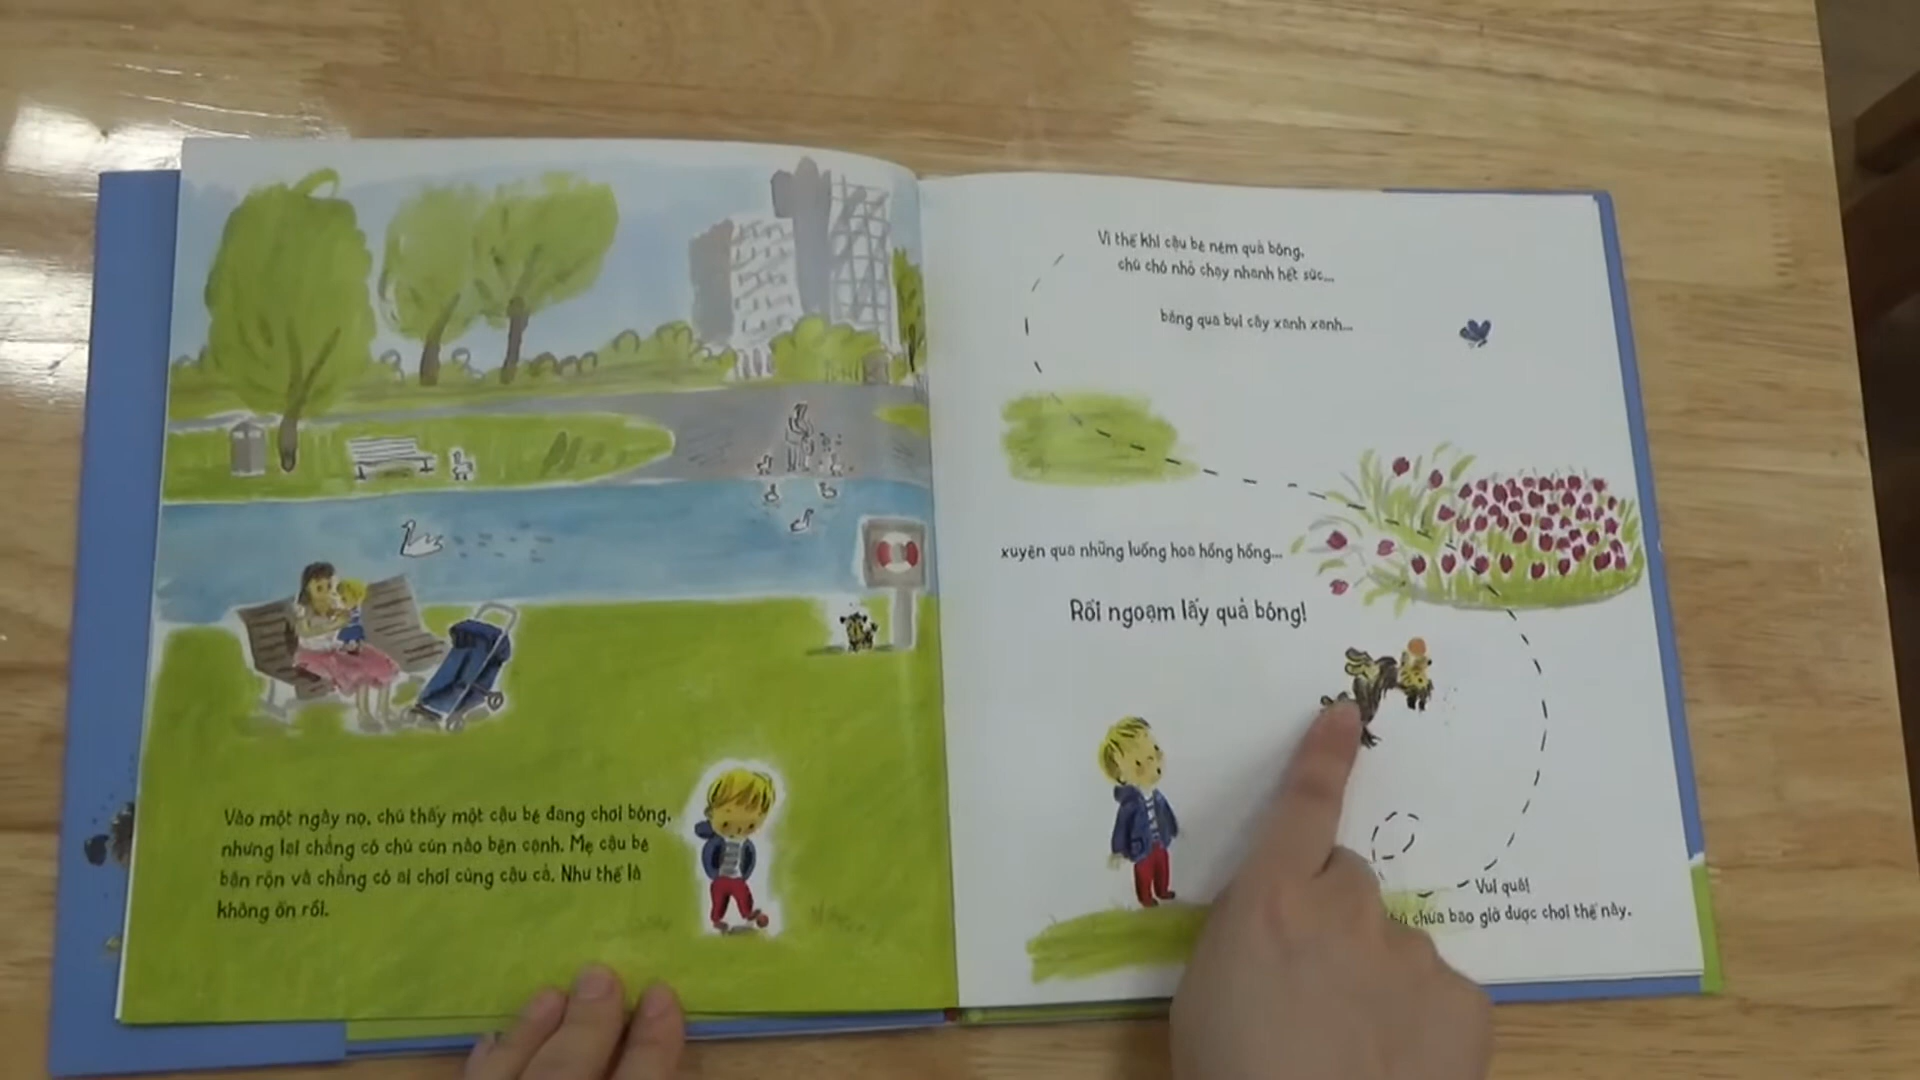 Vào một ngày nọ, chú thấy một cậu bé đang chơi bóng,
nhưng lại chẳng có chú cún nào bên cạnh. Mẹ cậu bé
bận rộn và chẳng có ai chơi cùng cậu cả. Như thế là
không ổn rồi.
Vì thế khi cậu bé ném quả bóng,
chú chó nhỏ chạy nhanh hết sức...
băng qua bụi cây xanh xanh...
xuyên qua những luống hoa hồng hồng...
Rồi ngoạm lấy quả bóng!
Vui quá!
chưa bao giờ được chơi thế này.